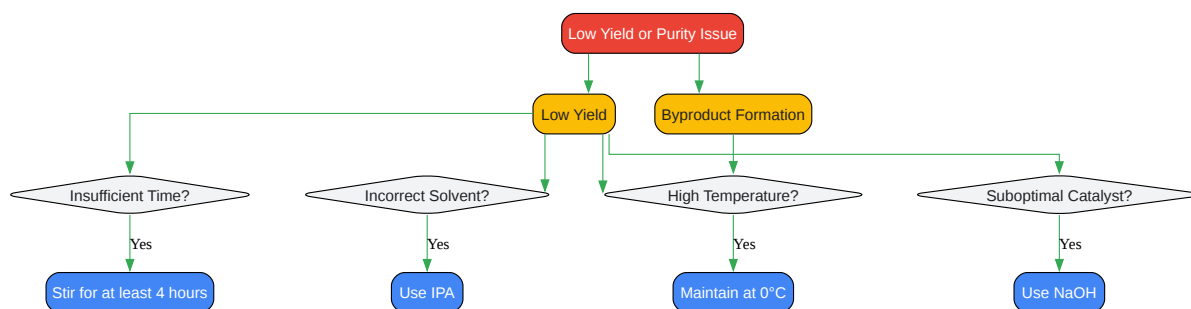 Low Yield or Purity Issue
Low Yield
Byproduct Formation
Insufficient Time?
Incorrect Solvent?
High Temperature?
Suboptimal Catalyst?
Yes
Yes
Yes
Yes
Stir for at least 4 hours
Use IPA
Maintain at 0°C
Use NaOH